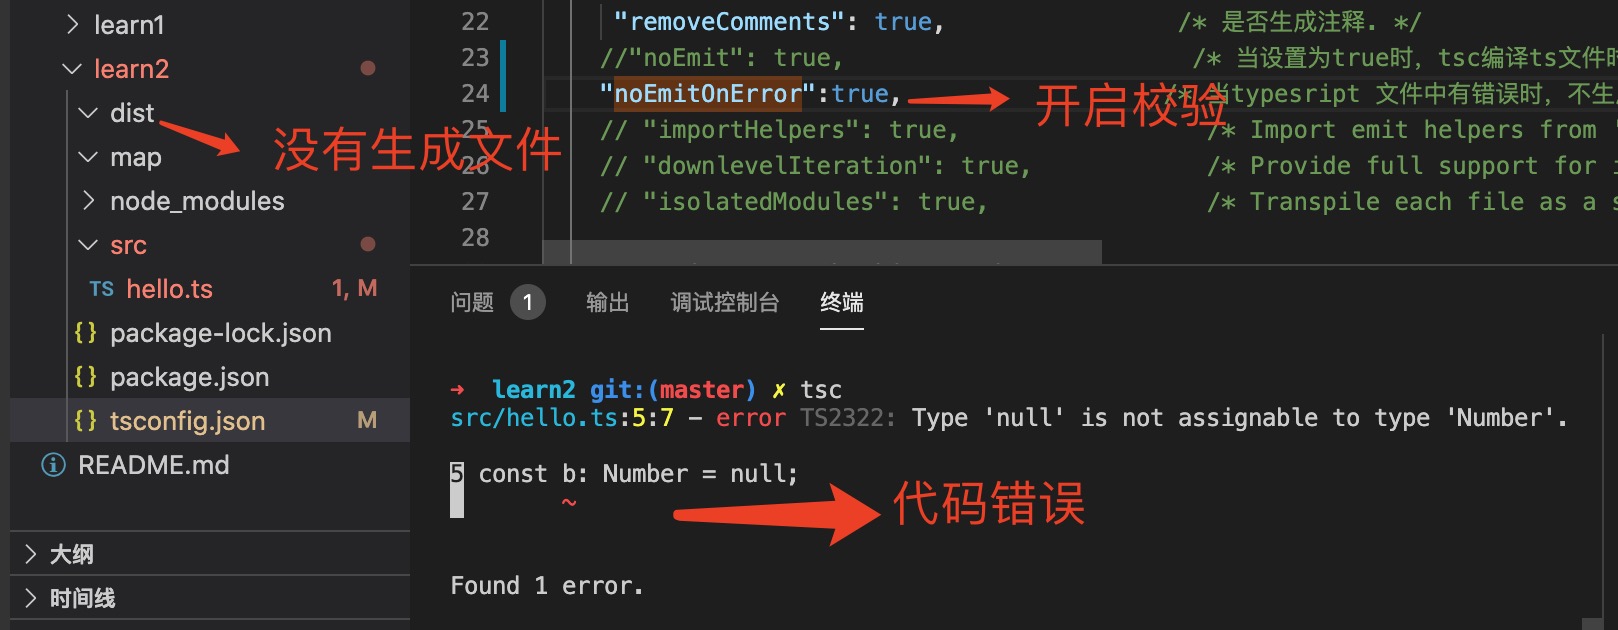 learn1
learn2
dist
map
node_modules
src
TS hello.ts 1, M
{} package-lock.json
{} package.json
{} tsconfig.json M
README.md
大纲
时间线
没有生成文件
22 "removeComments": true, /* 是否生成注释. */
23 //"noEmit": true, /* 当设置为true时, tsc编译ts文件时
24 "noEmitOnError":true, /* 当typesript 文件中有错误时, 不生
开启校验
25 // "importHelpers": true, /* Import emit helpers from '
26 // "downlevelIteration": true, /* Provide full support for
27 // "isolatedModules": true, /* Transpile each file as a s
28
问题 1 输出 调试控制台 终端
→ learn2 git:(master) ✗ tsc
src/hello.ts:5:7 - error TS2322: Type 'null' is not assignable to type 'Number'.
5 const b: Number = null;
~
代码错误
Found 1 error.